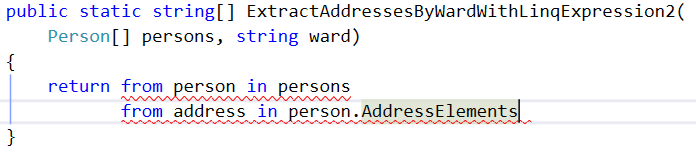 public static string[] ExtractAddressesByWardWithLinqExpression2(
Person[] persons, string ward)
{
return from person in persons
from address in person.AddressElements
}